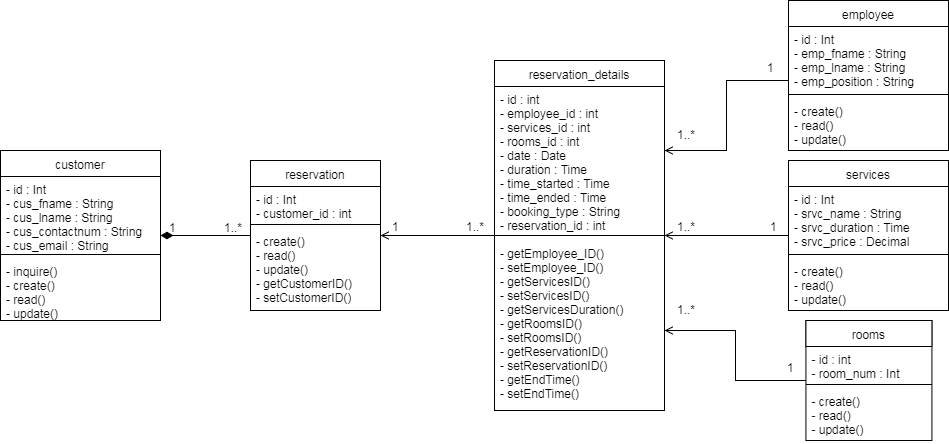 customer
- id : Int
- cus_fname : String
- cus_lname : String
- cus_contactnum : String
- cus_email : String
- inquire()
- create()
- read()
- update()
1
1..*
reservation
- id : Int
- customer_id : int
- create()
- read()
- update()
- getCustomerID()
- setCustomerID()
1
1..*
reservation_details
- id : int
- employee_id : int
- services_id : int
- rooms_id : int
- date : Date
- duration : Time
- time_started : Time
- time_ended : Time
- booking_type : String
- reservation_id : int
- getEmployee_ID()
- setEmployee_ID()
- getServicesID()
- setServicesID()
- getServicesDuration()
- getRoomsID()
- setRoomsID()
- getReservationID()
- setReservationID()
- getEndTime()
- setEndTime()
1..*
1
employee
- id : Int
- emp_fname : String
- emp_lname : String
- emp_position : String
- create()
- read()
- update()
1..*
1
services
- id : Int
- srvc_name : String
- srvc_duration : Time
- srvc_price : Decimal
- create()
- read()
- update()
1..*
1
rooms
- id : int
- room_num : Int
- create()
- read()
- update()